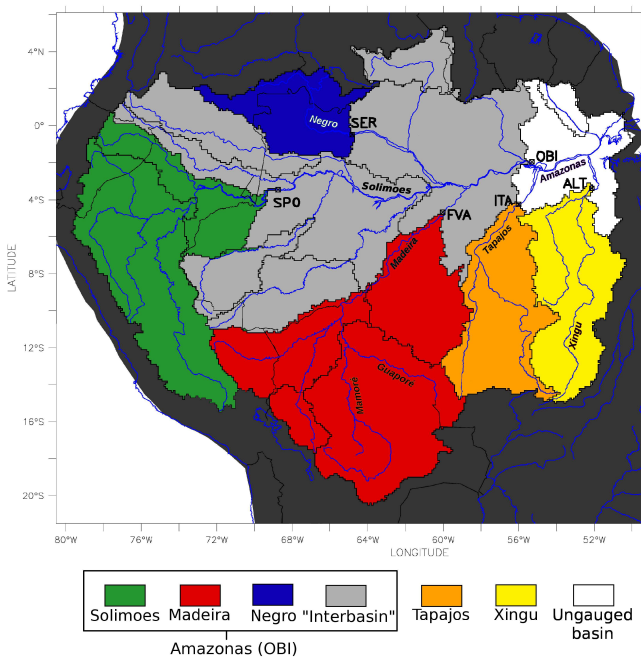 4°N
0°
4°S
8°S
12°S
16°S
20°S
LATITUDE
Negro
SER
OBI
Amazonas
ALT
Solimoes
SPO
ITA
FVA
Madeira
Tapajos
Xingu
Guapore
Mamore
80°W 76°W 72°W 68°W 64°W 60°W 56°W 52°W
LONGITUDE
Solimoes Madeira Negro "Interbasin" Tapajos Xingu Ungauged
basin
Amazonas (OBI)